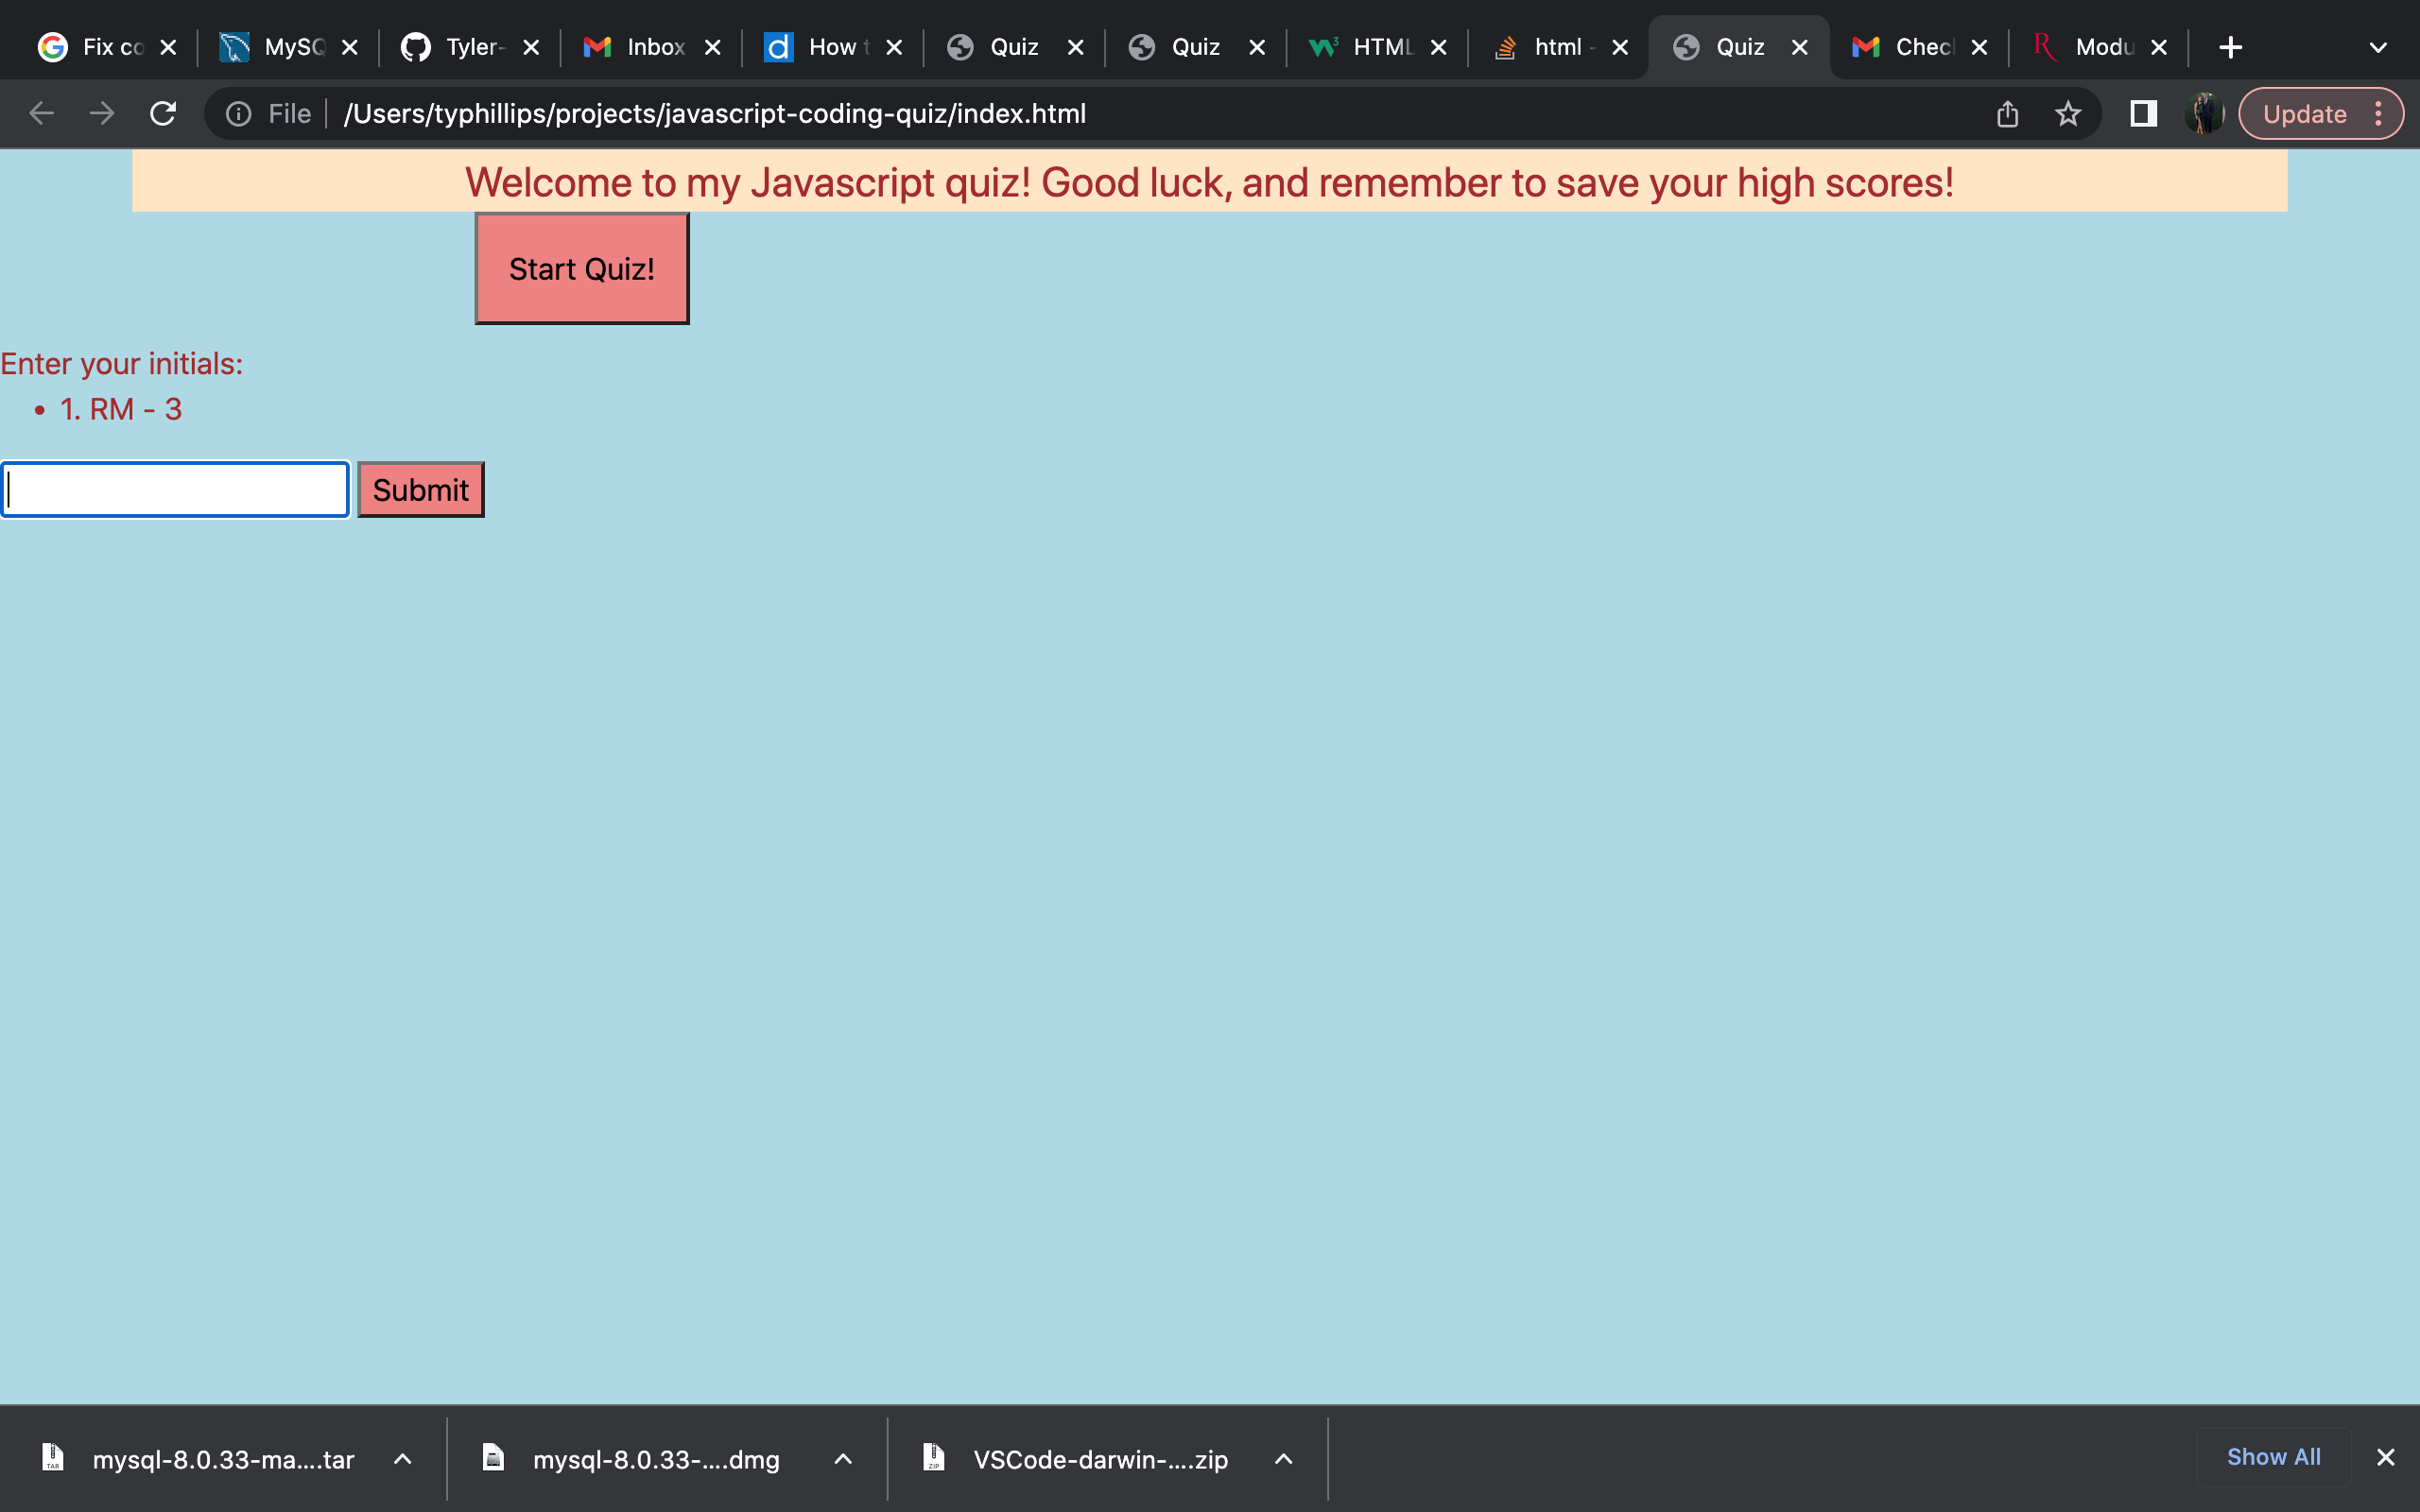 Fix co
MySQ
Tyler-
Inbox
How t
Quiz
Quiz
HTML
html -
Quiz
Chec
Modu
File
/Users/typhillips/projects/javascript-coding-quiz/index.html
Update
Welcome to my Javascript quiz! Good luck, and remember to save your high scores!
Start Quiz!
Enter your initials:
• 1. RM - 3
Submit
mysql-8.0.33-ma....tar
mysql-8.0.33-....dmg
VSCode-darwin-....zip
Show All